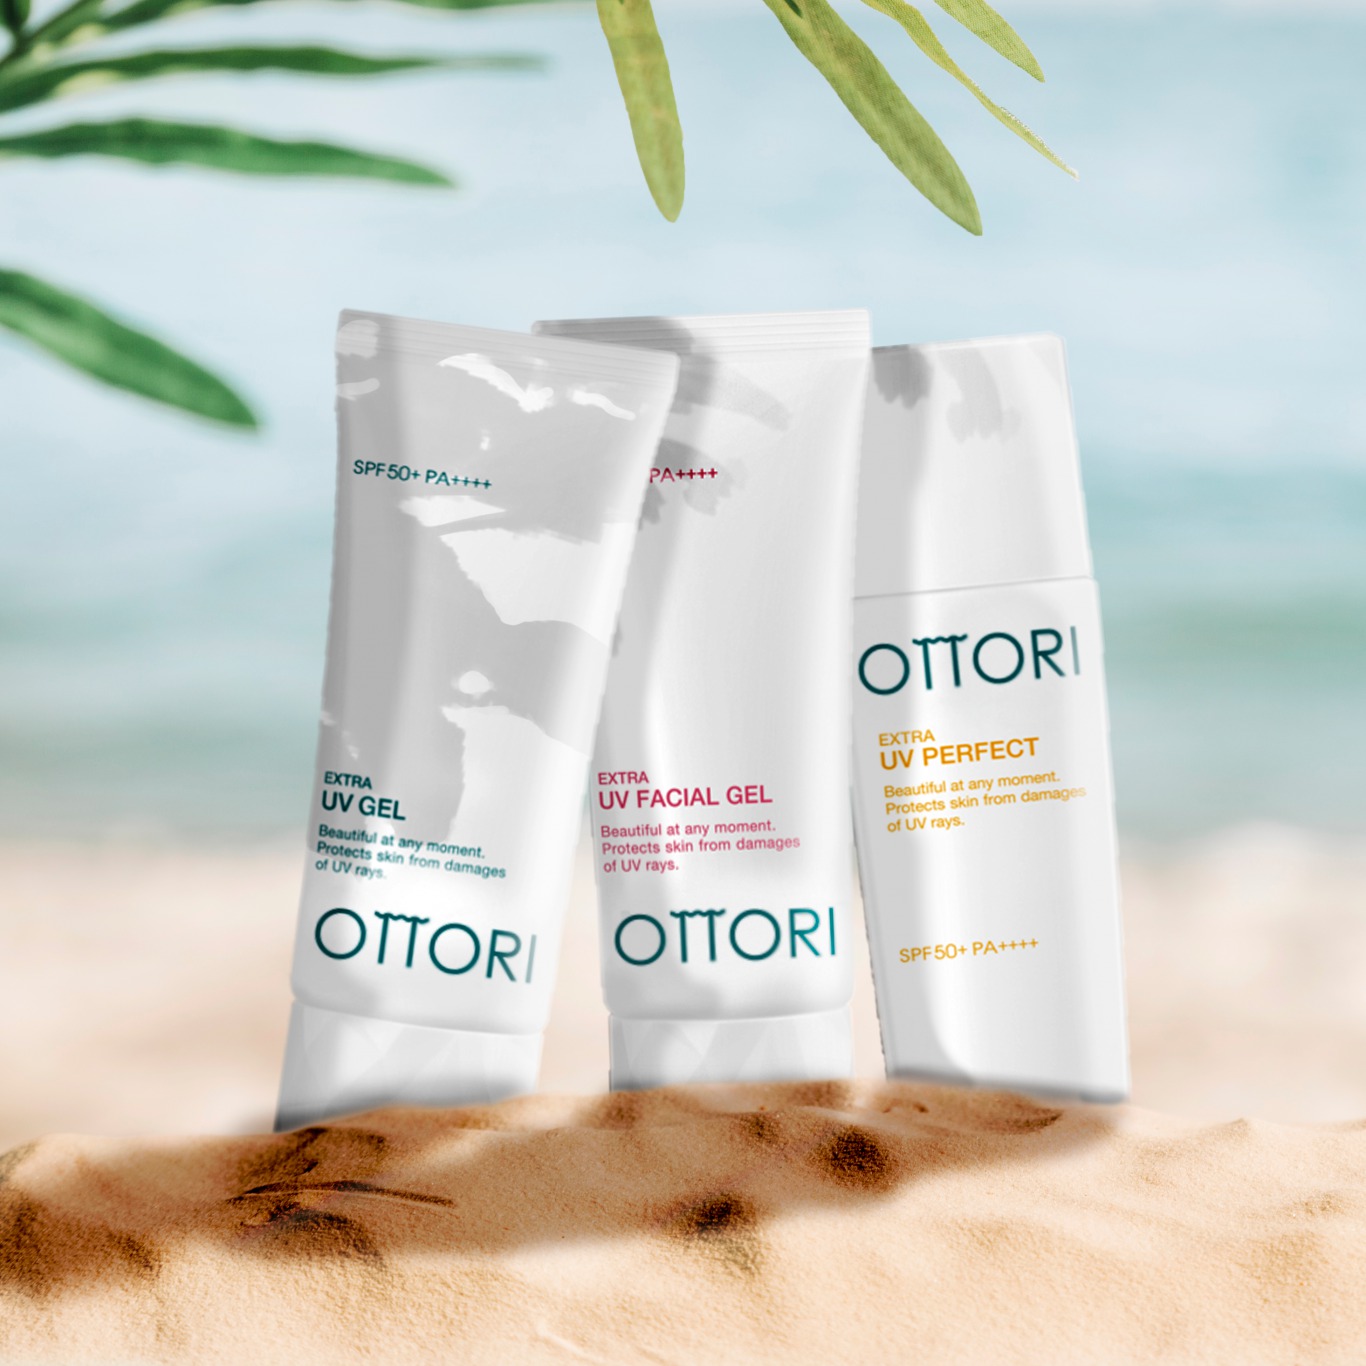 SPF50+ PA++++
EXTRA
UV GEL
Beautiful at any moment.
Protects skin from damages
of UV rays.
OTTORI
PA++++
EXTRA
UV FACIAL GEL
Beautiful at any moment.
Protects skin from damages
of UV rays.
OTTORI
OTTORI
EXTRA
UV PERFECT
Beautiful at any moment.
Protects skin from damages
of UV rays.
SPF50+ PA++++